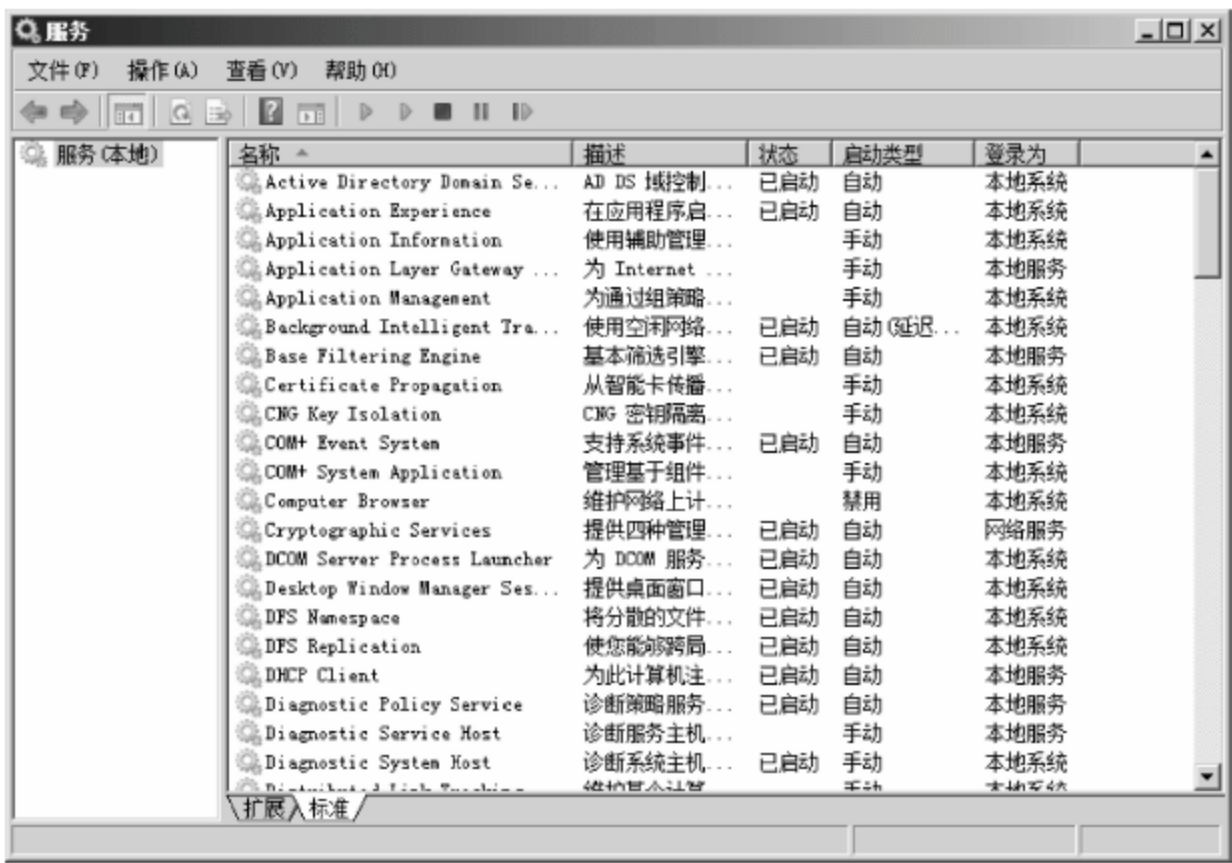 服务
文件(F) 操作(A) 查看(V) 帮助(H)
服务(本地)
名称 描述 状态 启动类型 登录为
Active Directory Domain Se... AD DS 域控制... 已启动 自动 本地系统
Application Experience 在应用程序启... 已启动 自动 本地系统
Application Information 使用辅助管理... 手动 本地系统
Application Layer Gateway ... 为 Internet ... 手动 本地服务
Application Management 为通过组策略... 手动 本地系统
Background Intelligent Tra... 使用空闲网络... 已启动 自动(延迟... 本地系统
Base Filtering Engine 基本筛选引擎... 已启动 自动 本地服务
Certificate Propagation 从智能卡传播... 手动 本地系统
CNG Key Isolation CNG 密钥隔离... 手动 本地系统
COM+ Event System 支持系统事件... 已启动 自动 本地服务
COM+ System Application 管理基于组件... 手动 本地系统
Computer Browser 维护网络上计... 禁用 本地系统
Cryptographic Services 提供四种管理... 已启动 自动 网络服务
DCOM Server Process Launcher 为 DCOM 服务... 已启动 自动 本地系统
Desktop Window Manager Ses... 提供桌面窗口... 已启动 自动 本地系统
DFS Namespace 将分散的文件... 已启动 自动 本地系统
DFS Replication 使您能够跨局... 已启动 自动 本地系统
DHCP Client 为此计算机注... 已启动 自动 本地服务
Diagnostic Policy Service 诊断策略服务... 已启动 自动 本地服务
Diagnostic Service Host 诊断服务主机... 手动 本地服务
Diagnostic System Host 诊断系统主机... 已启动 手动 本地系统
扩展 标准